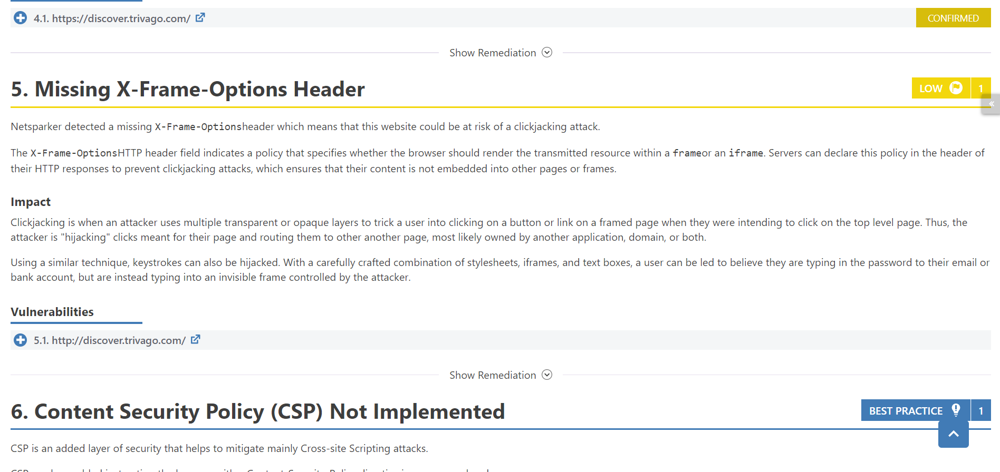 4.1. https://discover.trivago.com/
CONFIRMED
Show Remediation
5. Missing X-Frame-Options Header
LOW 1
Netsparker detected a missing X-Frame-Optionsheader which means that this website could be at risk of a clickjacking attack.
The X-Frame-OptionsHTTP header field indicates a policy that specifies whether the browser should render the transmitted resource within a frameor an iframe. Servers can declare this policy in the header of
their HTTP responses to prevent clickjacking attacks, which ensures that their content is not embedded into other pages or frames.
Impact
Clickjacking is when an attacker uses multiple transparent or opaque layers to trick a user into clicking on a button or link on a framed page when they were intending to click on the top level page. Thus, the
attacker is "hijacking" clicks meant for their page and routing them to other another page, most likely owned by another application, domain, or both.
Using a similar technique, keystrokes can also be hijacked. With a carefully crafted combination of stylesheets, iframes, and text boxes, a user can be led to believe they are typing in the password to their email or
bank account, but are instead typing into an invisible frame controlled by the attacker.
Vulnerabilities
5.1. http://discover.trivago.com/
Show Remediation
6. Content Security Policy (CSP) Not Implemented
BEST PRACTICE 1
CSP is an added layer of security that helps to mitigate mainly Cross-site Scripting attacks.